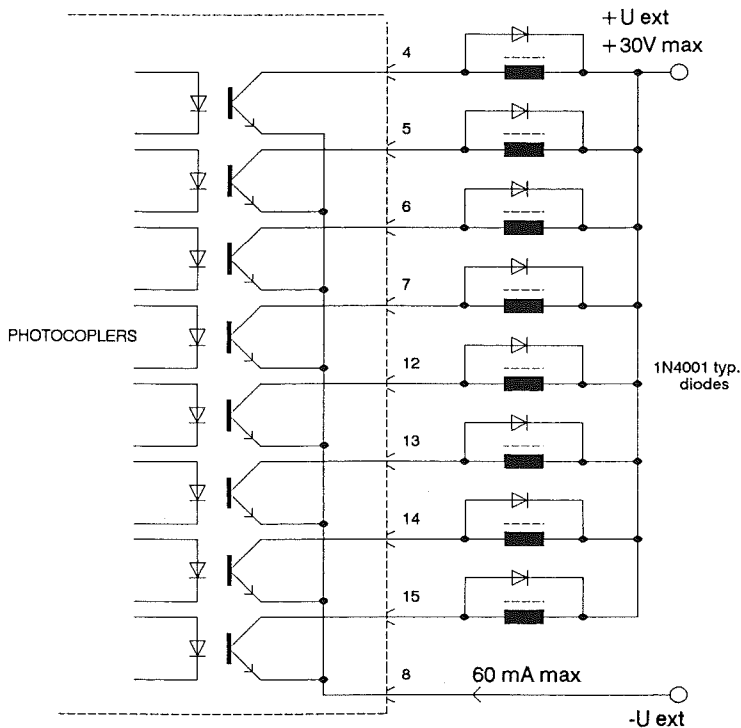 +U ext
+30V max
4
5
6
7
PHOTOCOPLERS
12
1N4001 typ.
diodes
13
14
15
8
60 mA max
-U ext